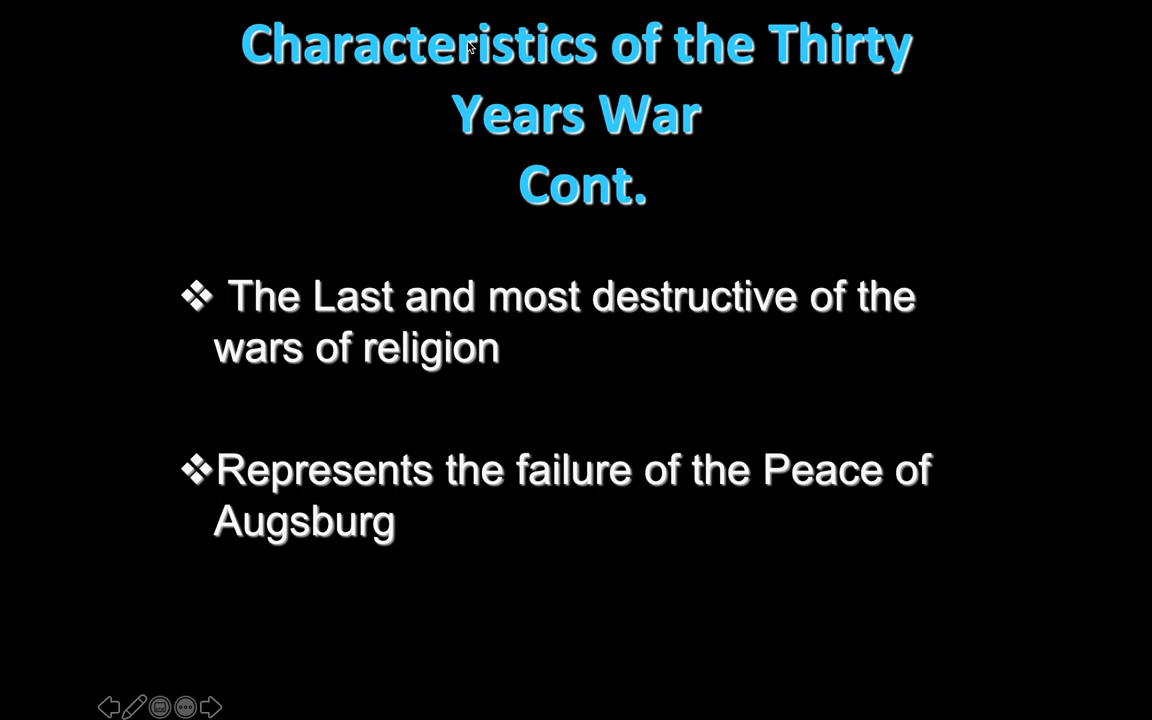 Characteristics of the Thirty
Years War
Cont.
❖ The Last and most destructive of the
wars of religion
❖Represents the failure of the Peace of
Augsburg